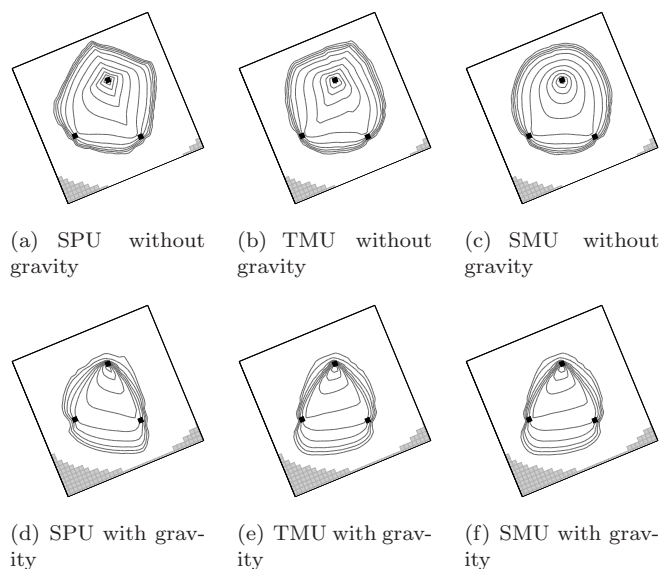 (a) SPU without gravity
(b) TMU without gravity
(c) SMU without gravity
(d) SPU with grav-
ity
(e) TMU with grav-
ity
(f) SMU with grav-
ity